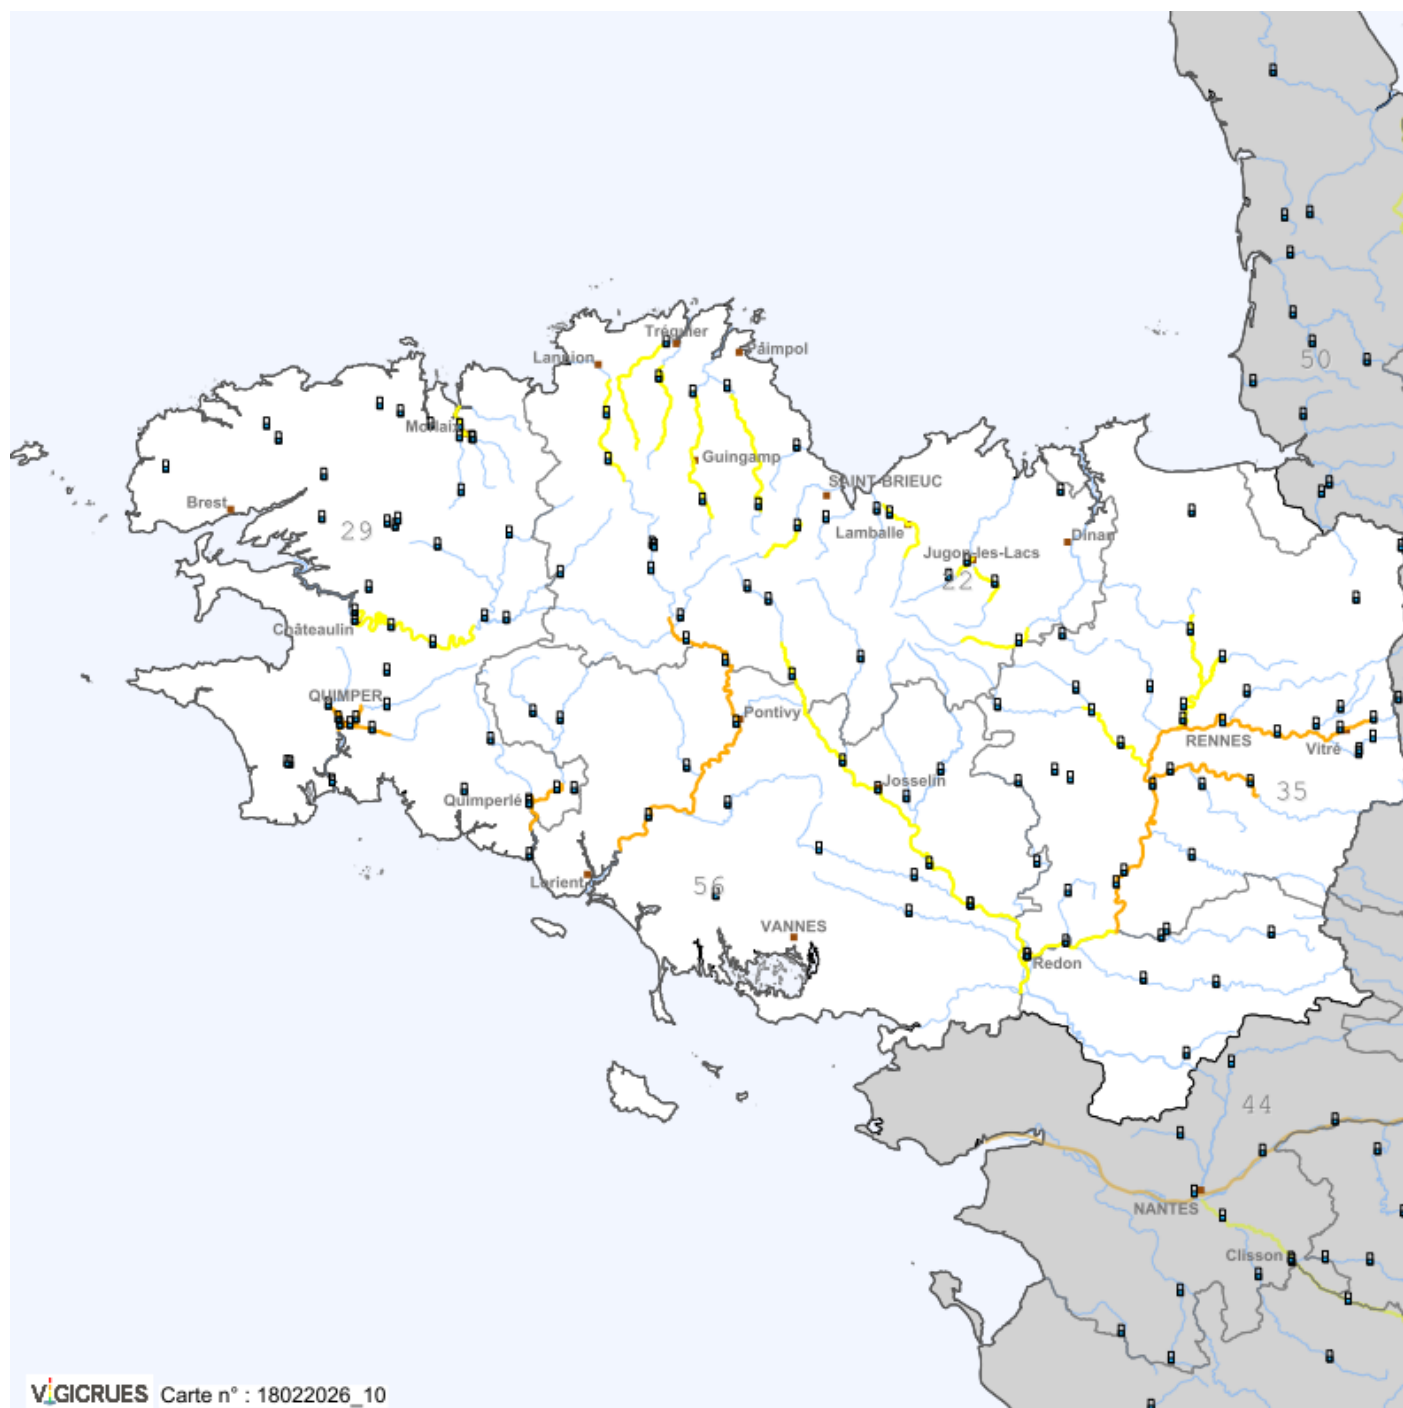 Tréguier
Paimpol
Lannion
50
Morlaix
Guingamp
SAINT-BRIEUC
Brest
29
Lamballe
Dinan
Jugon-les-Lacs
22
Châteaulin
QUIMPER
Pontivy
RENNES
Vitré
Josselin
35
Quimperlé
Lorient
56
VANNES
Redon
44
NANTES
Clisson
VIGICRUES Carte n° : 18022026_10